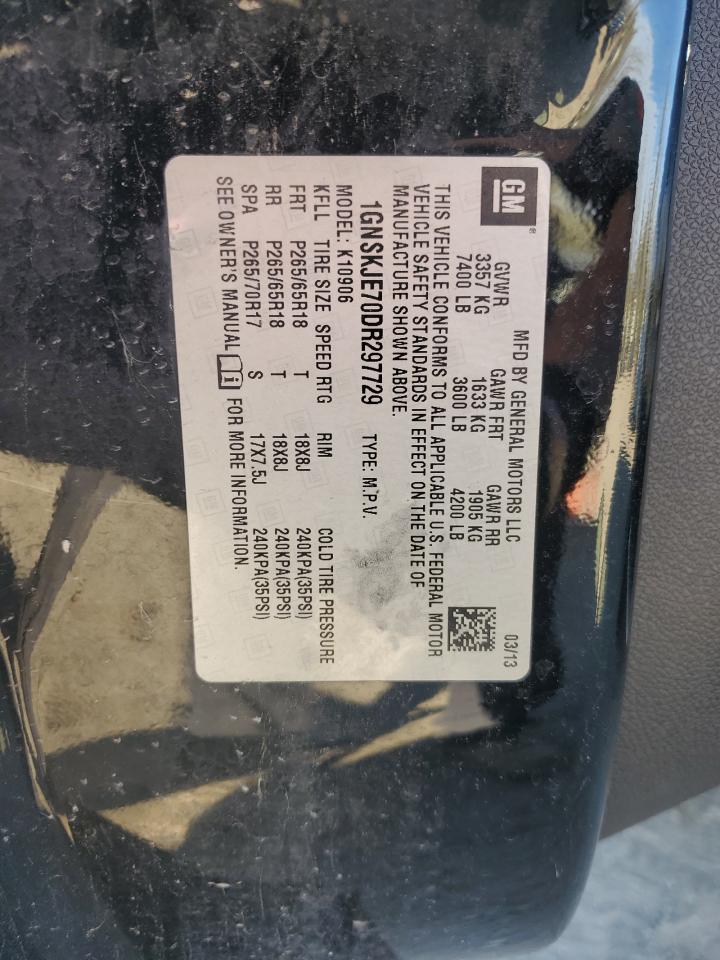 GM
MFD BY GENERAL MOTORS LLC 03/13
GVWR GAWR FRT GAWR RR
3357 KG 1633 KG 1905 KG
7400 LB 3600 LB 4200 LB
THIS VEHICLE CONFORMS TO ALL APPLICABLE U.S. FEDERAL MOTOR
VEHICLE SAFETY STANDARDS IN EFFECT ON THE DATE OF
MANUFACTURE SHOWN ABOVE.
1GNSKJE70DR297729 TYPE: M.P.V.
MODEL: K10906
KFLL TIRE SIZE SPEED RTG RIM COLD TIRE PRESSURE
FRT P265/65R18 T 18X8J 240KPA(35PSI)
RR P265/65R18 T 18X8J 240KPA(35PSI)
SPA P265/70R17 S 17X7.5J 240KPA(35PSI)
SEE OWNER'S MANUAL i FOR MORE INFORMATION.